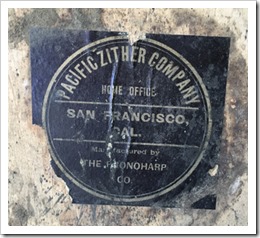 PACIFIC ZITHER COMPANY
HOME OFFICE
SAN FRANCISCO,
CAL.
Manufactured by
THE PHONOHARP
CO